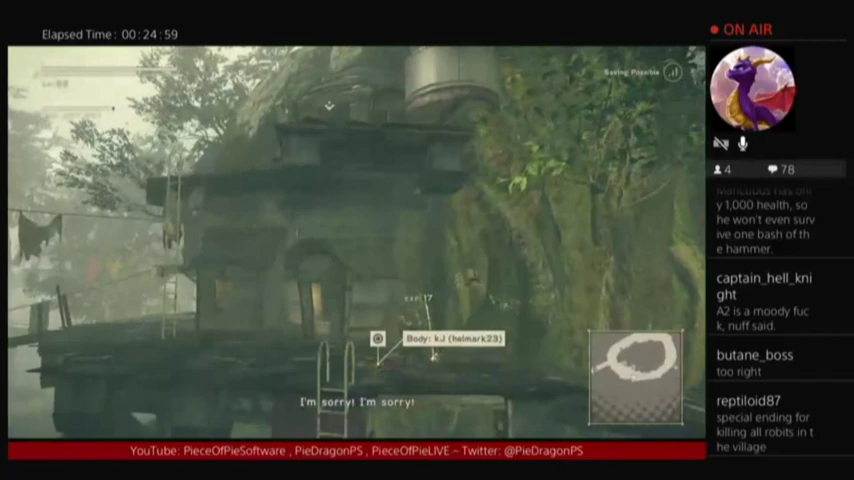 Elapsed Time: 00:24:59
ON AIR
Saving Possible
4
78
y 1,000 health, so
he won't even surv
ive one bash of th
e hammer.
captain_hell_kni
ght
A2 is a moody fuc
k, nuff said.
butane_boss
too right
reptiloid87
special ending for
killing all robits in t
he village
EXP 17
Body: kJ (helmark23)
I'm sorry! I'm sorry!
YouTube: PieceOfPieSoftware , PieDragonPS , PieceOfPieLIVE ~ Twitter: @PieDragonPS